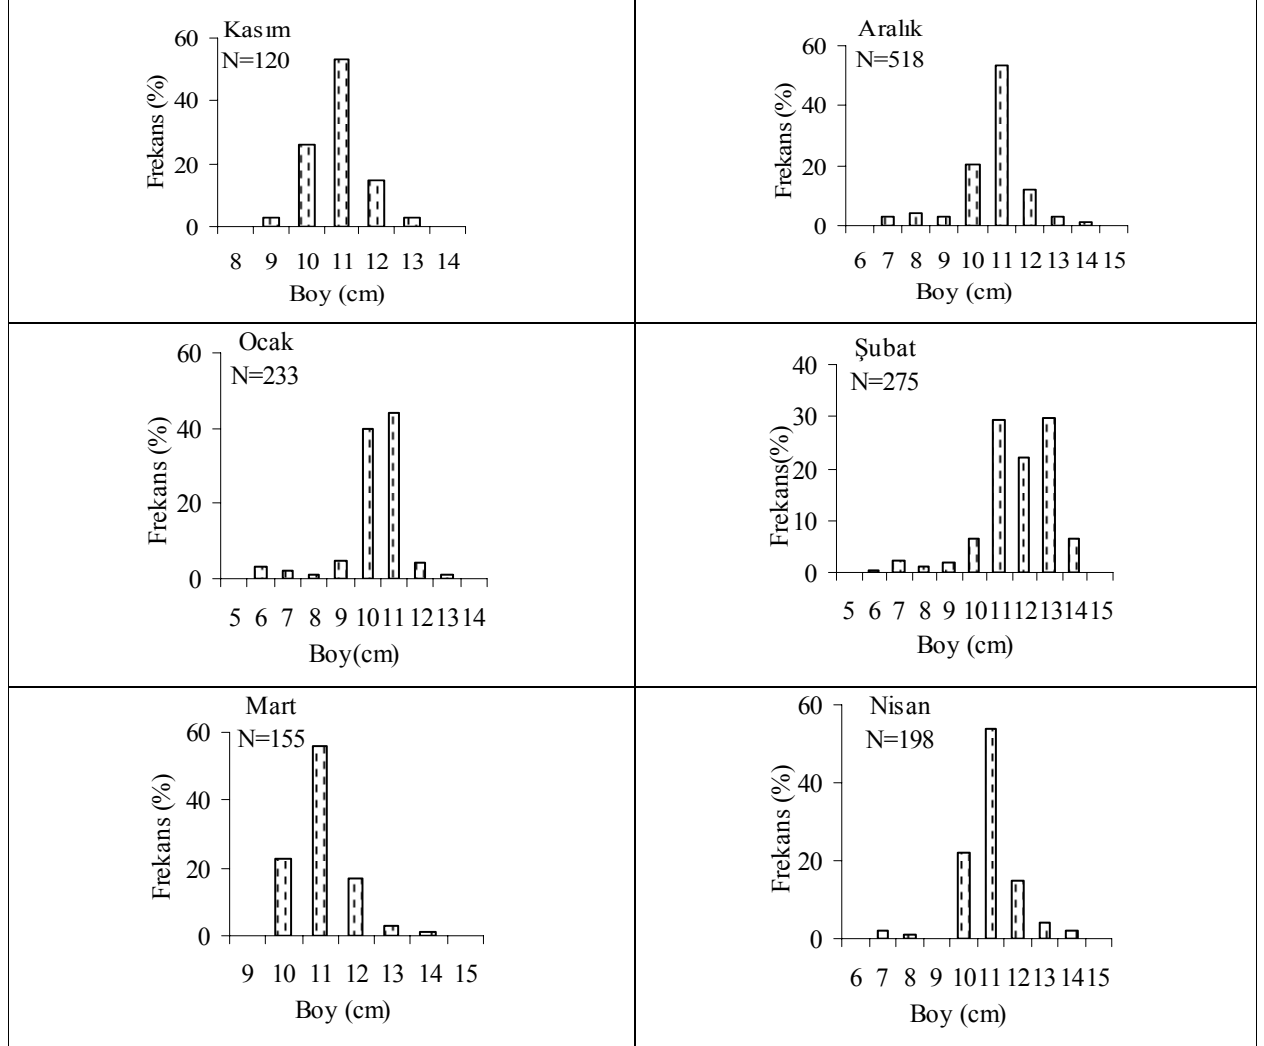 Kasım
N=120
60
40
20
0
Frekans (%)
8 9 10 11 12 13 14
Boy (cm)
Aralık
N=518
60
40
20
0
Frekans (%)
6 7 8 9 10 11 12 13 14 15
Boy (cm)
Ocak
N=233
60
40
20
0
Frekans (%)
5 6 7 8 9 10 11 12 13 14
Boy(cm)
Şubat
N=275
40
30
20
10
0
Frekans(%)
5 6 7 8 9 10 11 12 13 14 15
Boy (cm)
Mart
N=155
60
40
20
0
Frekans (%)
9 10 11 12 13 14 15
Boy (cm)
Nisan
N=198
60
40
20
0
Frekans (%)
6 7 8 9 10 11 12 13 14 15
Boy (cm)